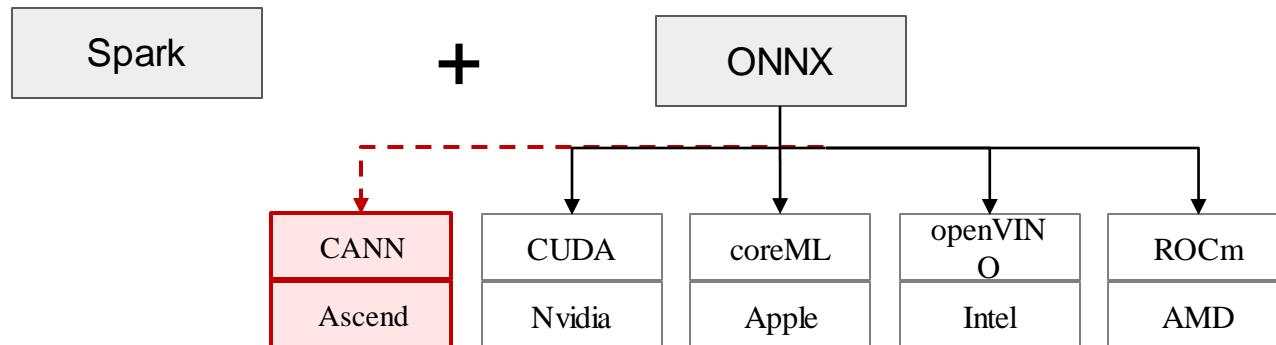 Spark
+
ONNX
CANN
CUDA
coreML
openVIN
O
ROCm
Ascend
Nvidia
Apple
Intel
AMD